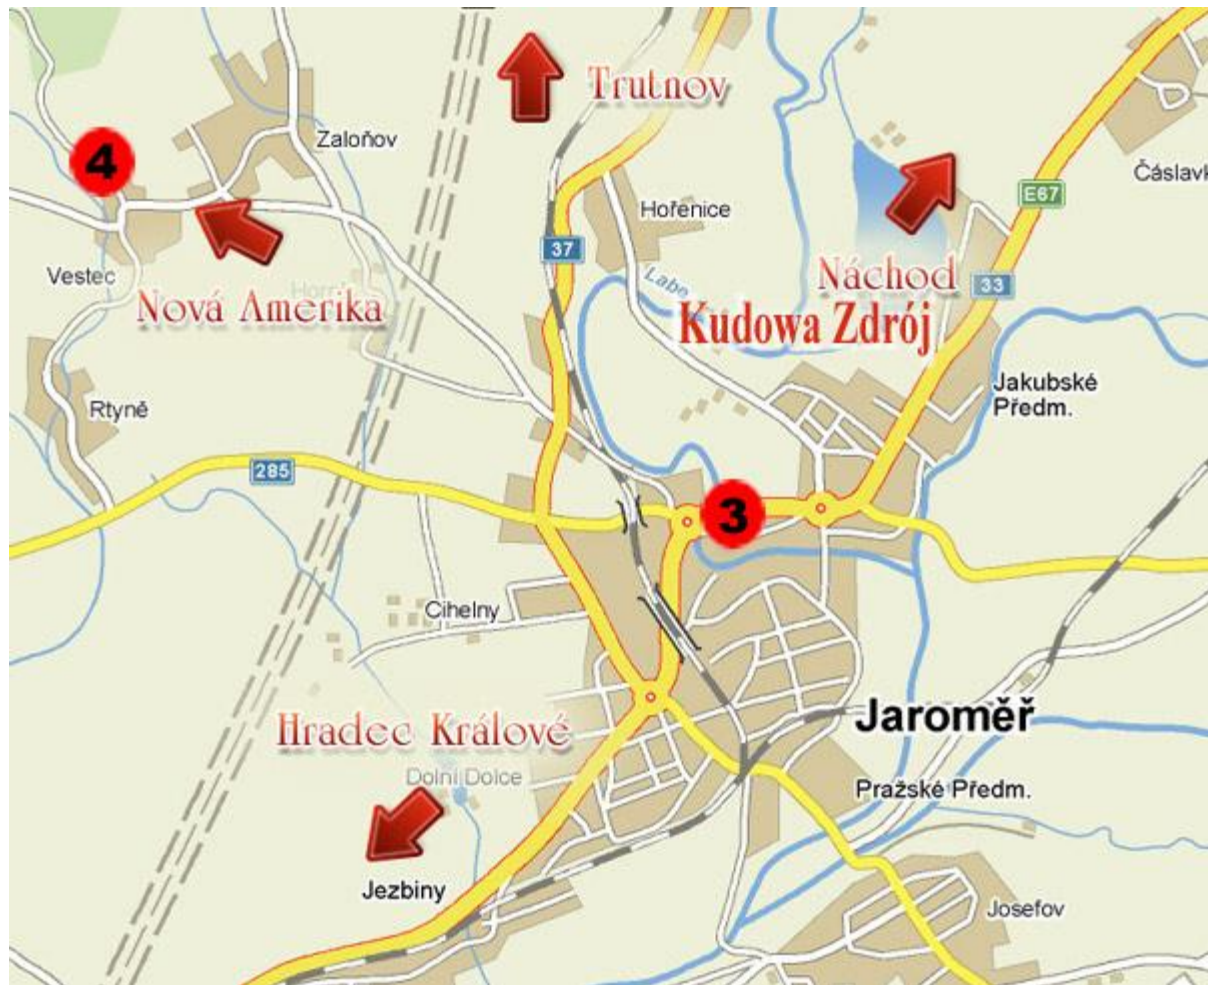 Trutnov
Zaloňov
4
Čáslavk
E67
Hořenice
37
Labe
Vestec
Náchod
33
Nová Amerika
Kudowa Zdrój
Jakubské
Předm.
Rtyně
285
3
Cihelny
Jaroměř
Hradec Králové
Dolní Dolce
Pražské Předm.
Jezbiny
Josefov